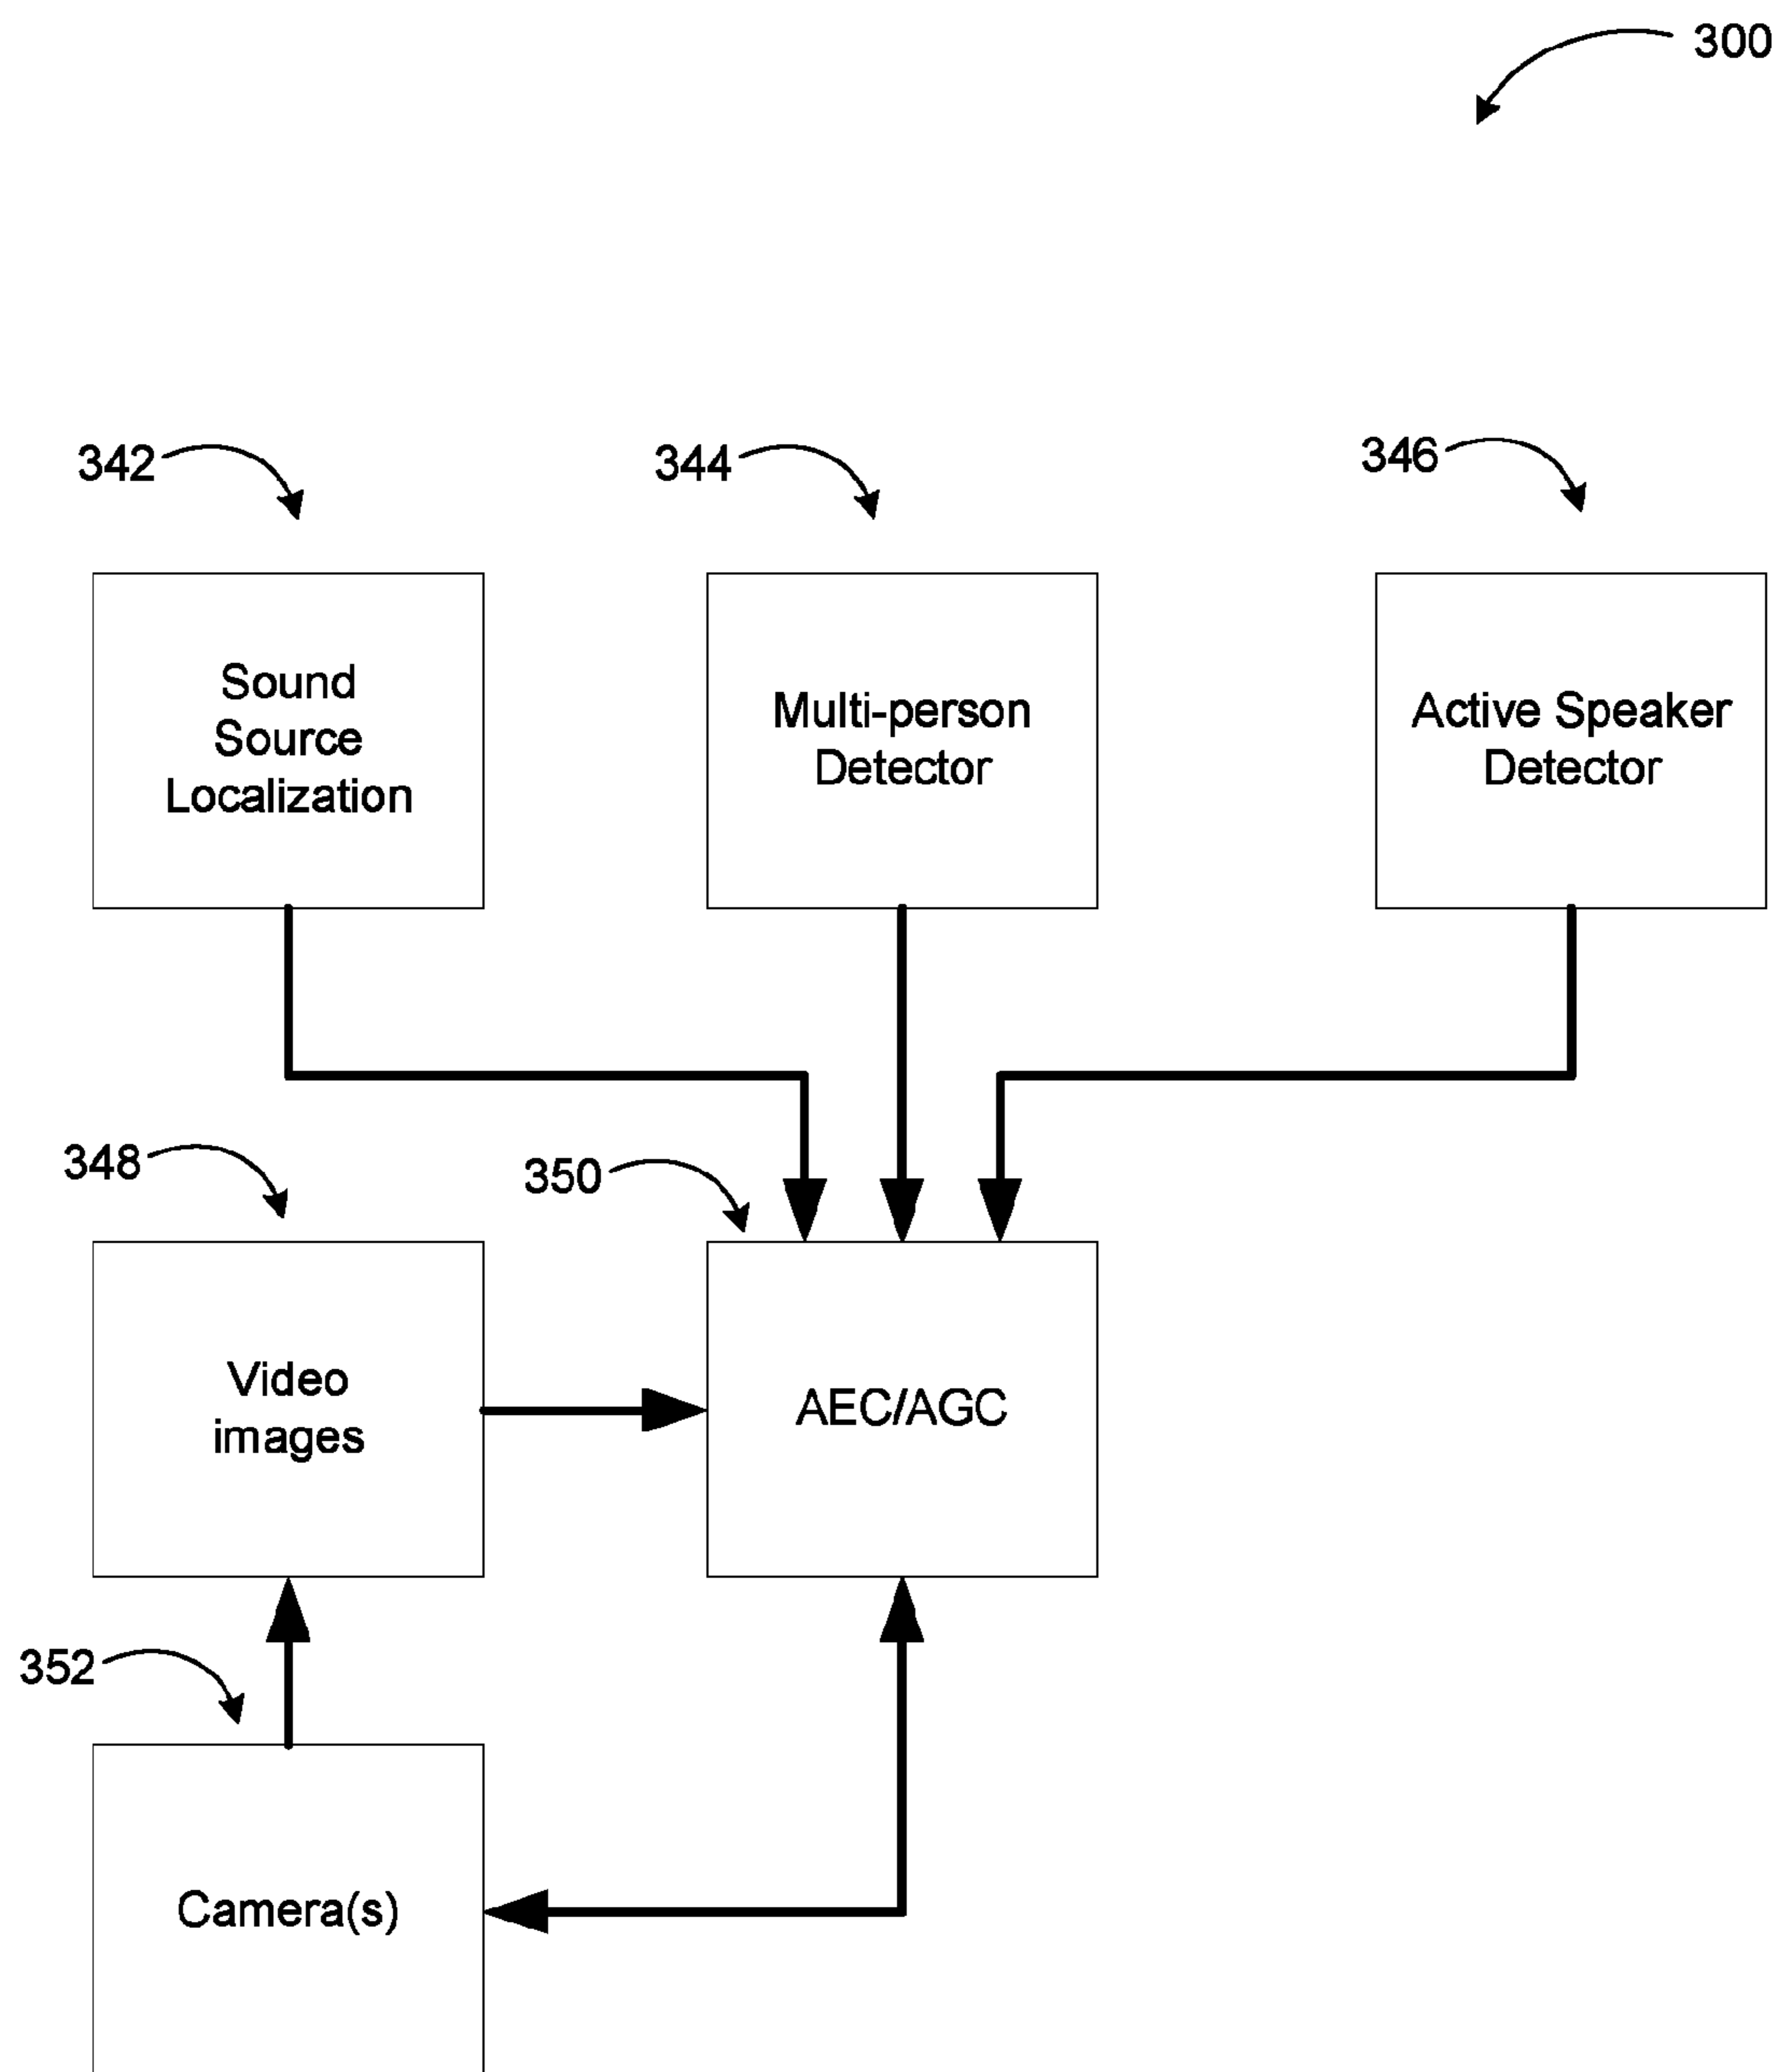 300
342
344
346
Sound
Source
Localization
Multi-person
Detector
Active Speaker
Detector
348
350
Video
images
AEC/AGC
352
Camera(s)